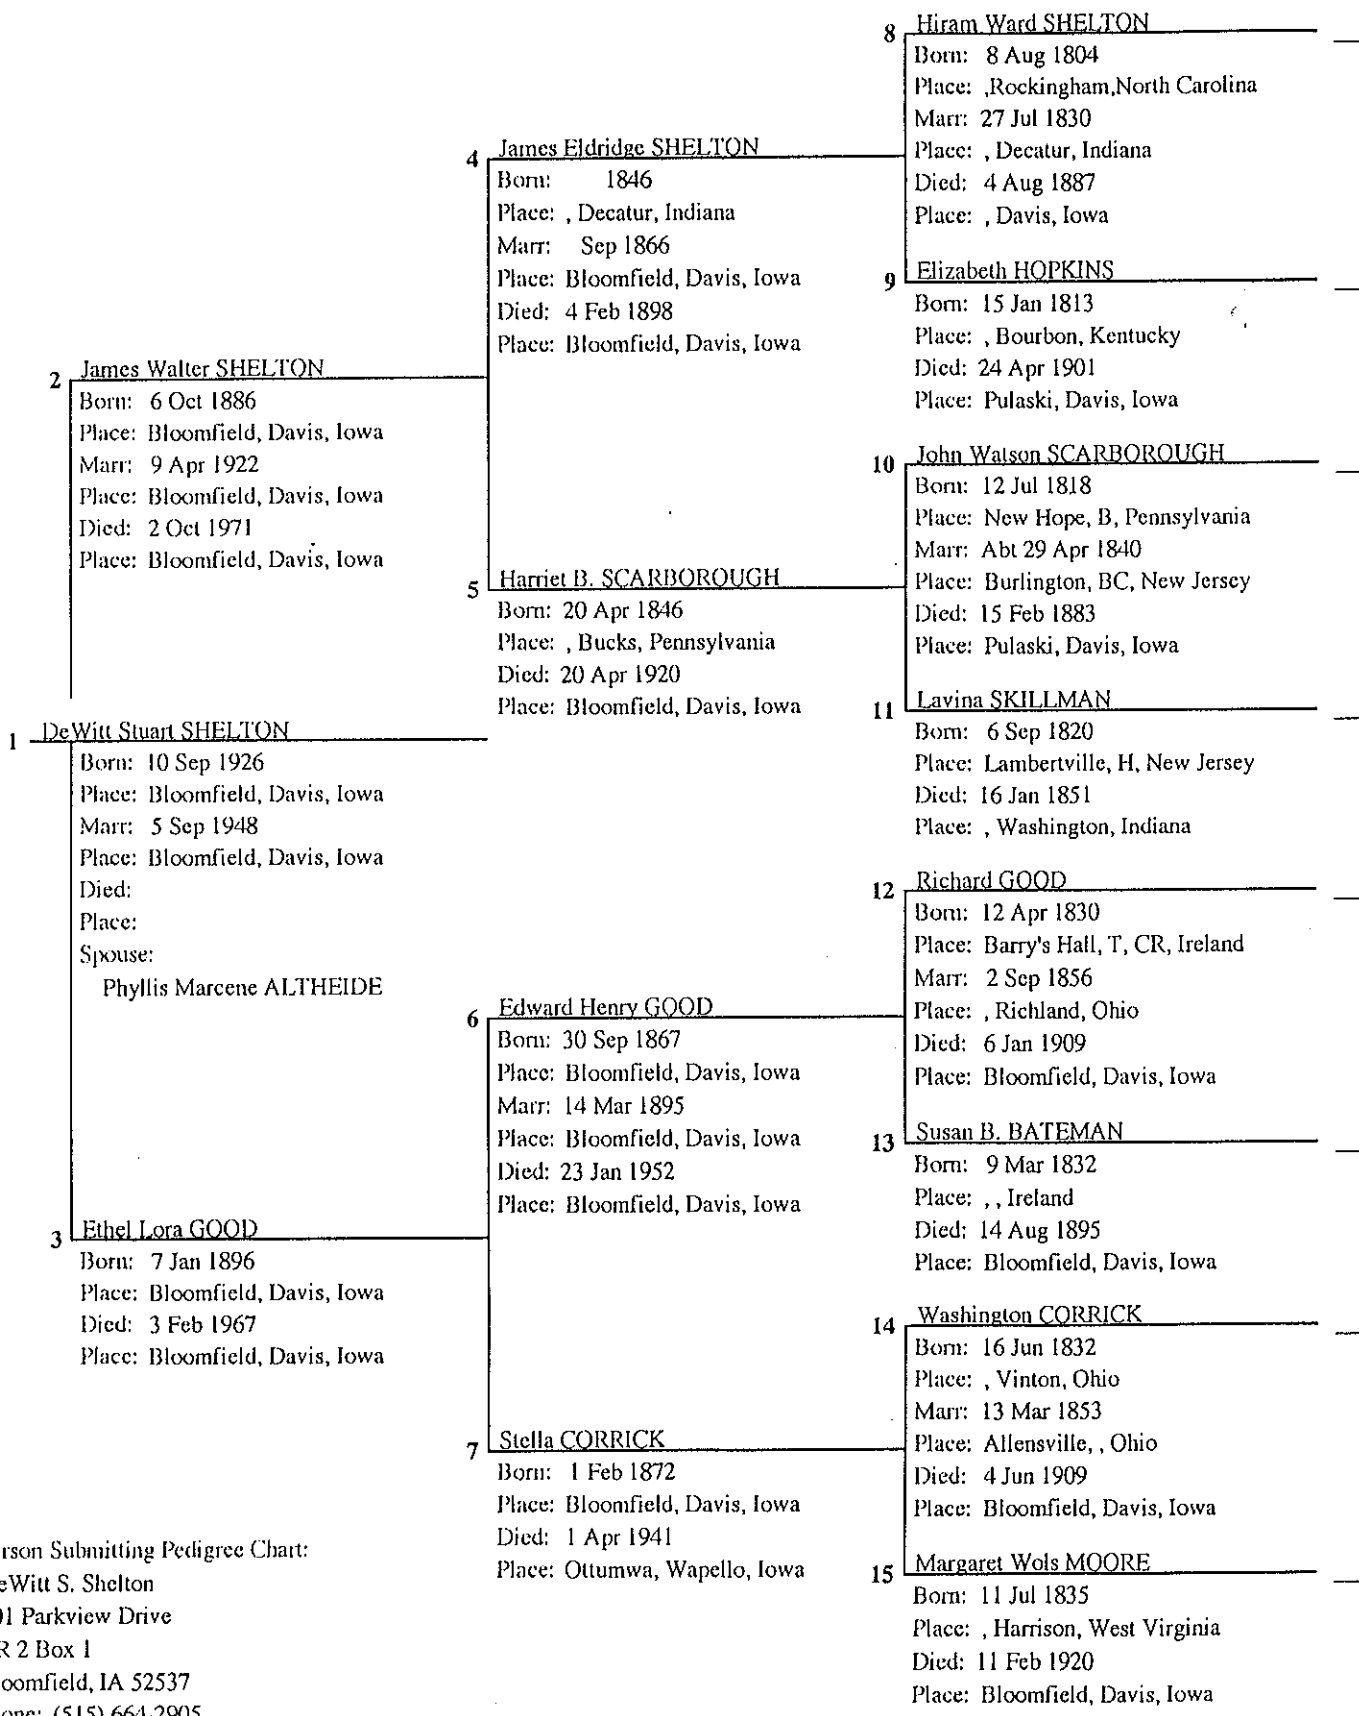 8 Hiram Ward SHELTON
Born: 8 Aug 1804
Place: ,Rockingham,North Carolina
Marr: 27 Jul 1830
Place: , Decatur, Indiana
Died: 4 Aug 1887
Place: , Davis, Iowa
4 James Eldridge SHELTON
Born: 1846
Place: , Decatur, Indiana
Marr: Sep 1866
Place: Bloomfield, Davis, Iowa
Died: 4 Feb 1898
Place: Bloomfield, Davis, Iowa
9 Elizabeth HOPKINS
Born: 15 Jan 1813
Place: , Bourbon, Kentucky
Died: 24 Apr 1901
Place: Pulaski, Davis, Iowa
2 James Walter SHELTON
Born: 6 Oct 1886
Place: Bloomfield, Davis, Iowa
Marr: 9 Apr 1922
Place: Bloomfield, Davis, Iowa
Died: 2 Oct 1971
Place: Bloomfield, Davis, Iowa
10 John Watson SCARBOROUGH
Born: 12 Jul 1818
Place: New Hope, B, Pennsylvania
Marr: Abt 29 Apr 1840
Place: Burlington, BC, New Jersey
Died: 15 Feb 1883
Place: Pulaski, Davis, Iowa
5 Harriet B. SCARBOROUGH
Born: 20 Apr 1846
Place: , Bucks, Pennsylvania
Died: 20 Apr 1920
Place: Bloomfield, Davis, Iowa
11 Lavina SKILLMAN
Born: 6 Sep 1820
Place: Lambertville, H, New Jersey
Died: 16 Jan 1851
Place: , Washington, Indiana
1 DeWitt Stuart SHELTON
Born: 10 Sep 1926
Place: Bloomfield, Davis, Iowa
Marr: 5 Sep 1948
Place: Bloomfield, Davis, Iowa
Died:
Place:
Spouse:
Phyllis Marcene ALTHEIDE
12 Richard GOOD
Born: 12 Apr 1830
Place: Barry's Hall, T, CR, Ireland
Marr: 2 Sep 1856
Place: , Richland, Ohio
Died: 6 Jan 1909
Place: Bloomfield, Davis, Iowa
6 Edward Henry GOOD
Born: 30 Sep 1867
Place: Bloomfield, Davis, Iowa
Marr: 14 Mar 1895
Place: Bloomfield, Davis, Iowa
Died: 23 Jan 1952
Place: Bloomfield, Davis, Iowa
13 Susan B. BATEMAN
Born: 9 Mar 1832
Place: , , Ireland
Died: 14 Aug 1895
Place: Bloomfield, Davis, Iowa
3 Ethel Lora GOOD
Born: 7 Jan 1896
Place: Bloomfield, Davis, Iowa
Died: 3 Feb 1967
Place: Bloomfield, Davis, Iowa
14 Washington CORRICK
Born: 16 Jun 1832
Place: , Vinton, Ohio
Marr: 13 Mar 1853
Place: Allensville, , Ohio
Died: 4 Jun 1909
Place: Bloomfield, Davis, Iowa
7 Stella CORRICK
Born: 1 Feb 1872
Place: Bloomfield, Davis, Iowa
Died: 1 Apr 1941
Place: Ottumwa, Wapello, Iowa
15 Margaret Wols MOORE
Born: 11 Jul 1835
Place: , Harrison, West Virginia
Died: 11 Feb 1920
Place: Bloomfield, Davis, Iowa
rson Submitting Pedigree Chart:
eWitt S. Shelton
01 Parkview Drive
R 2 Box 1
oomfield, IA 52537
one: (515) 664-2905